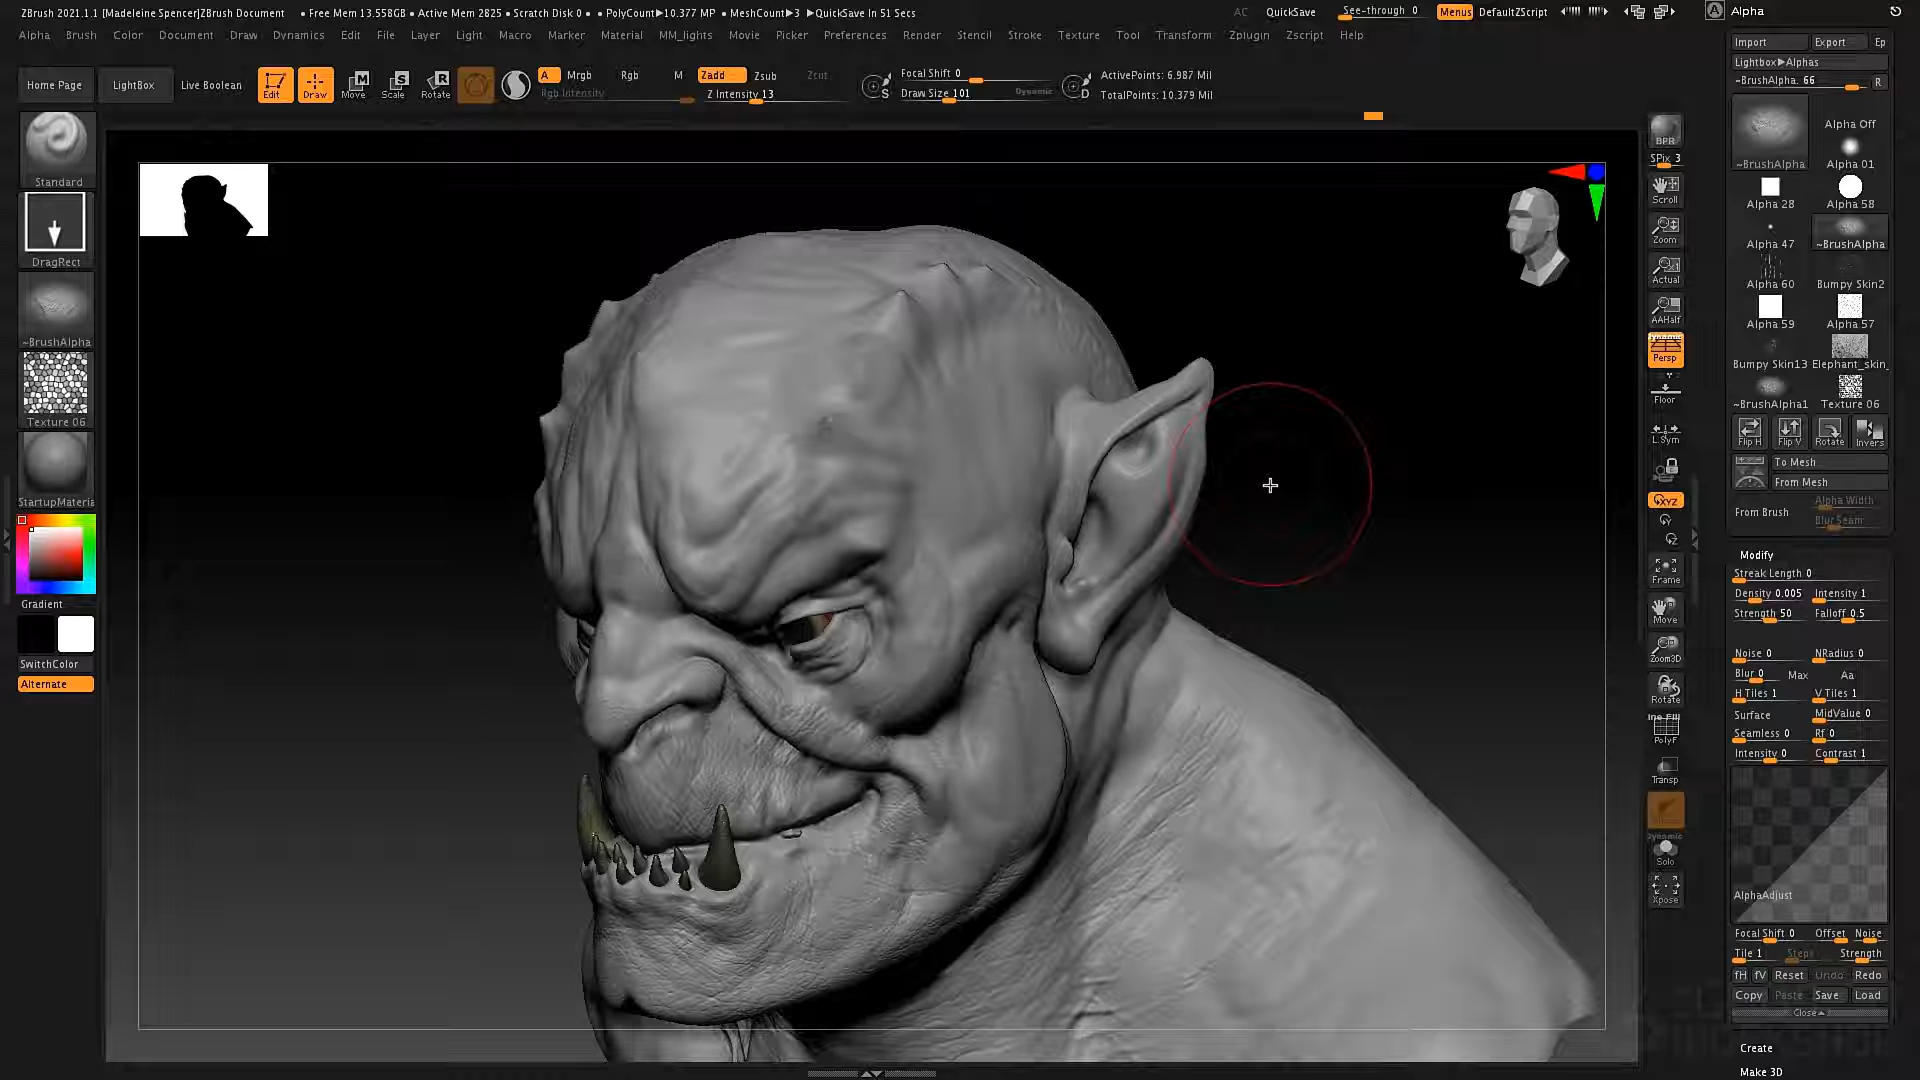 ZBrush 2021.1.1 [Madeleine Spencer]ZBrush Document • Free Mem 13.558GB • Active Mem 2825 • Scratch Disk 0 • • PolyCount▶10.377 MP • MeshCount▶3 ▶QuickSave In 51 Secs AC QuickSave See-through 0 Menus DefaultZScript
Alpha Brush Color Document Draw Dynamics Edit File Layer Light Macro Marker Material MM_lights Movie Picker Preferences Render Stencil Stroke Texture Tool Transform Zplugin Zscript Help
Home Page LightBox Live Boolean Edit Draw Move Scale Rotate
A Mrgb Rgb M Zadd Zsub Zcut
Rgb Intensity Z Intensity 13
Focal Shift 0
Draw Size 101 Dynamic
ActivePoints: 6.987 Mil
TotalPoints: 10.379 Mil
Standard
DragRect
~BrushAlpha
Texture 06
StartupMateria
Gradient
SwitchColor
Alternate
BPR
SPix 3
Scroll
Zoom
Actual
AAHalf
Dynamic
Persp
Floor
L.Sym
XYZ
Frame
Move
Zoom3D
Rotate
Line Fill
PolyF
Transp
Dynamic
Solo
Xpose
Alpha
Import Export Ep
Lightbox▶Alphas
~BrushAlpha. 66 R
~BrushAlpha Alpha Off
Alpha 01
Alpha 28 Alpha 58
Alpha 47 ~BrushAlpha
Alpha 60 Bumpy Skin2
Alpha 59 Alpha 57
Bumpy Skin13 Elephant_skin_
~BrushAlpha1 Texture 06
Flip H Flip V Rotate Invers
To Mesh
From Mesh
From Brush Alpha Width
Blur Seam
Modify
Streak Length 0
Density 0.005 Intensity 1
Strength 50 Falloff 0.5
Noise 0 NRadius 0
Blur 0 Max Aa
H Tiles 1 V Tiles 1
Surface MidValue 0
Seamless 0 Rf 0
Intensity 0 Contrast 1
AlphaAdjust
Focal Shift 0 Offset Noise
Tile 1 Steps Strength
fH fV Reset Undo Redo
Copy Paste Save Load
Close
Create
Make 3D